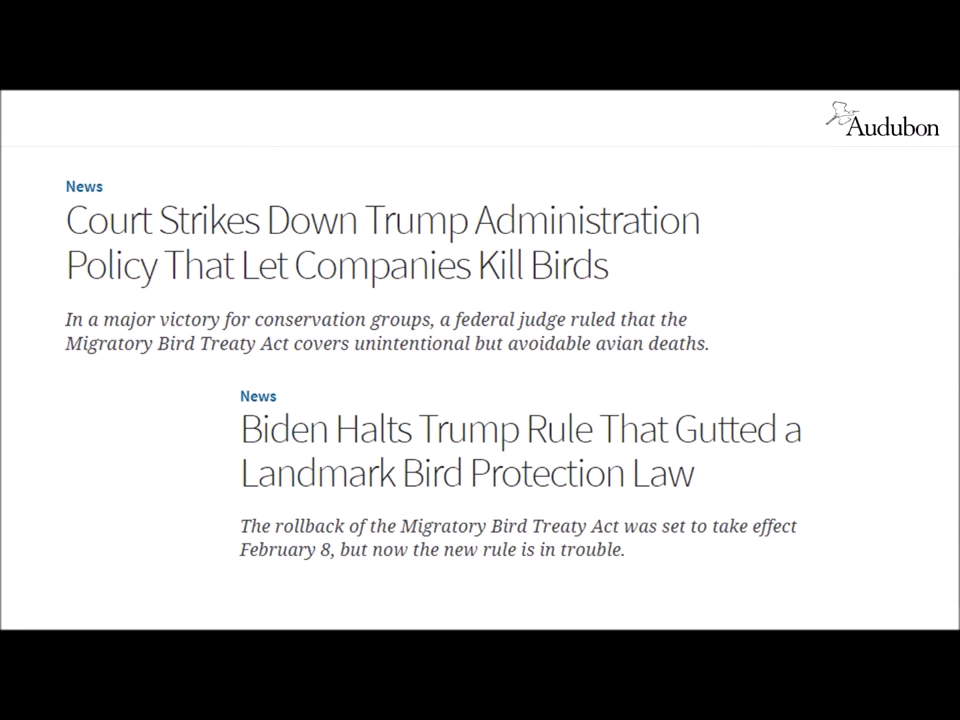 Audubon
News
Court Strikes Down Trump Administration
Policy That Let Companies Kill Birds
In a major victory for conservation groups, a federal judge ruled that the
Migratory Bird Treaty Act covers unintentional but avoidable avian deaths.
News
Biden Halts Trump Rule That Gutted a
Landmark Bird Protection Law
The rollback of the Migratory Bird Treaty Act was set to take effect
February 8, but now the new rule is in trouble.